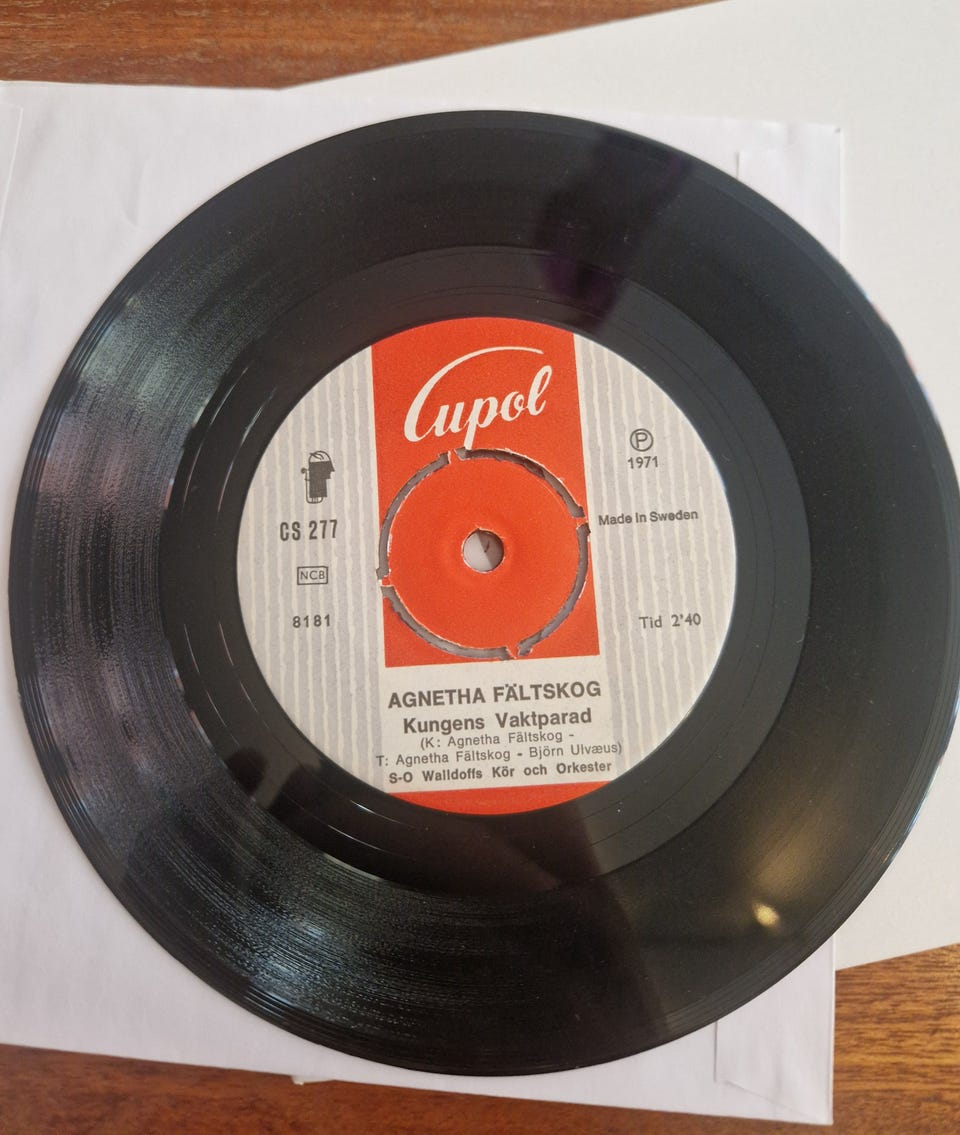 Cupol
℗
1971
CS 277
Made in Sweden
NCB
8181
Tid 2'40
AGNETHA FÄLTSKOG
Kungens Vaktparad
(K: Agnetha Fältskog -
T: Agnetha Fältskog - Björn Ulvæus)
S-O Walldoffs Kör och Orkester